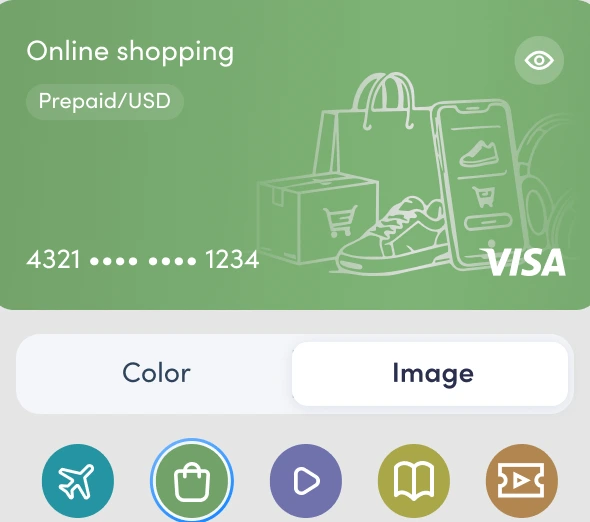 Online shopping
Prepaid/USD
4321 •••• •••• 1234
VISA
Color
Image